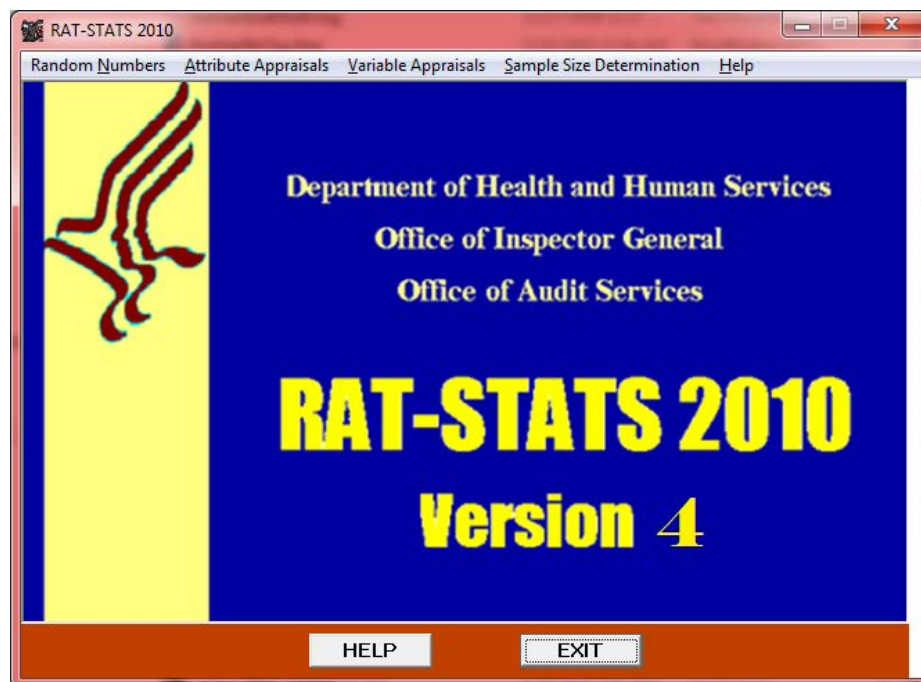 RAT-STATS 2010
Random Numbers Attribute Appraisals Variable Appraisals Sample Size Determination Help
Department of Health and Human Services
Office of Inspector General
Office of Audit Services
RAT-STATS 2010
Version 4
HELP EXIT